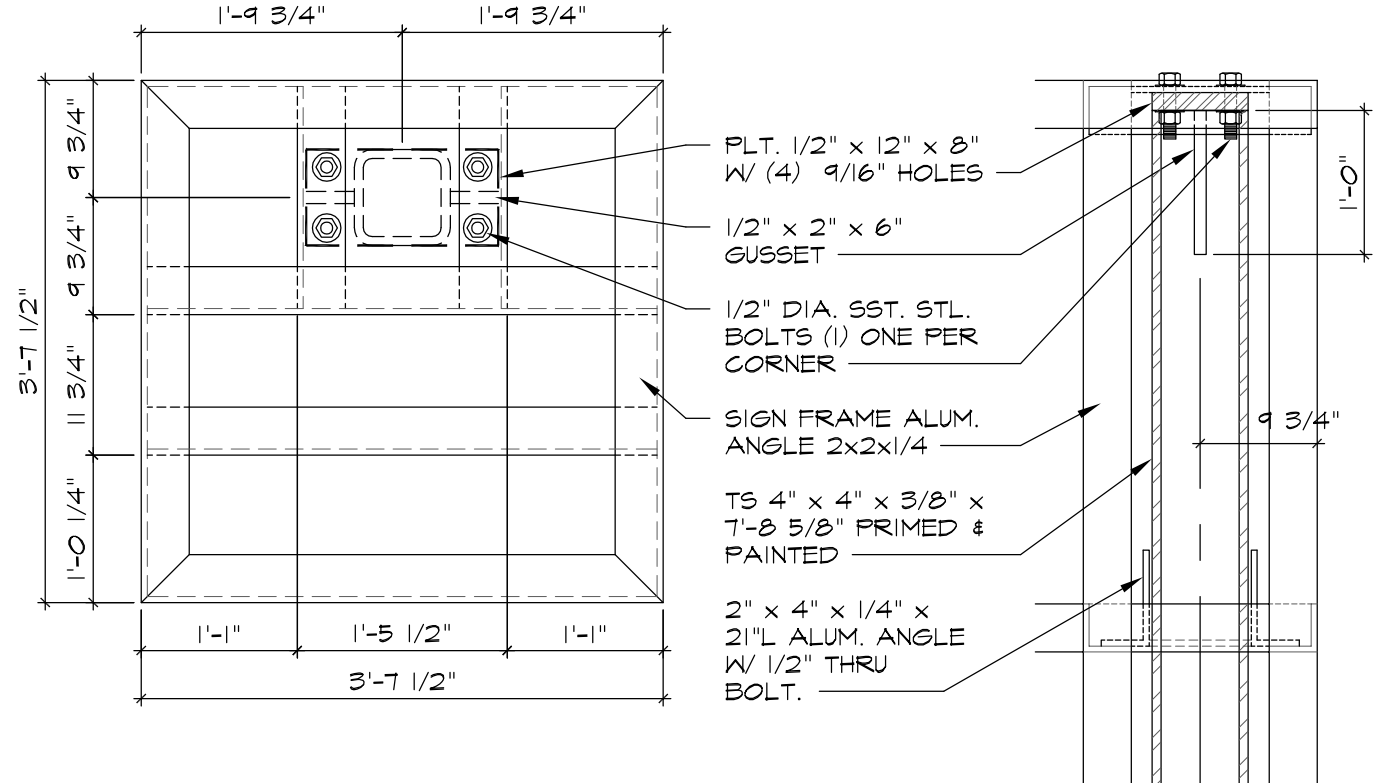 1'-9 3/4"
1'-9 3/4"
9 3/4"
9 3/4"
3'-7 1/2"
11 3/4"
1'-0 1/4"
1'-1"
1'-5 1/2"
1'-1"
3'-7 1/2"
PLT. 1/2" x 12" x 8"
W/ (4) 9/16" HOLES
1/2" x 2" x 6"
GUSSET
1/2" DIA. SST. STL.
BOLTS (1) ONE PER
CORNER
SIGN FRAME ALUM.
ANGLE 2x2x1/4
TS 4" x 4" x 3/8" x
7'-8 5/8" PRIMED &
PAINTED
2" x 4" x 1/4" x
21"L ALUM. ANGLE
W/ 1/2" THRU
BOLT.
1'-0"
9 3/4"